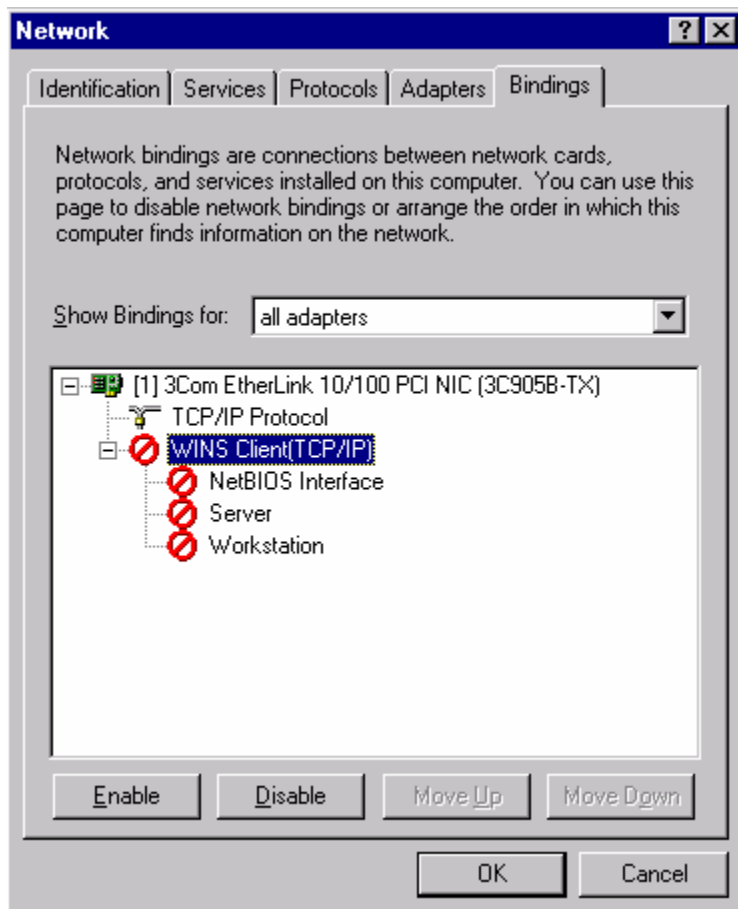 Network
Identification Services Protocols Adapters Bindings
Network bindings are connections between network cards,
protocols, and services installed on this computer. You can use this
page to disable network bindings or arrange the order in which this
computer finds information on the network.
Show Bindings for: all adapters
[1] 3Com EtherLink 10/100 PCI NIC (3C905B-TX)
TCP/IP Protocol
WINS Client(TCP/IP)
NetBIOS Interface
Server
Workstation
Enable Disable Move Up Move Down
OK Cancel